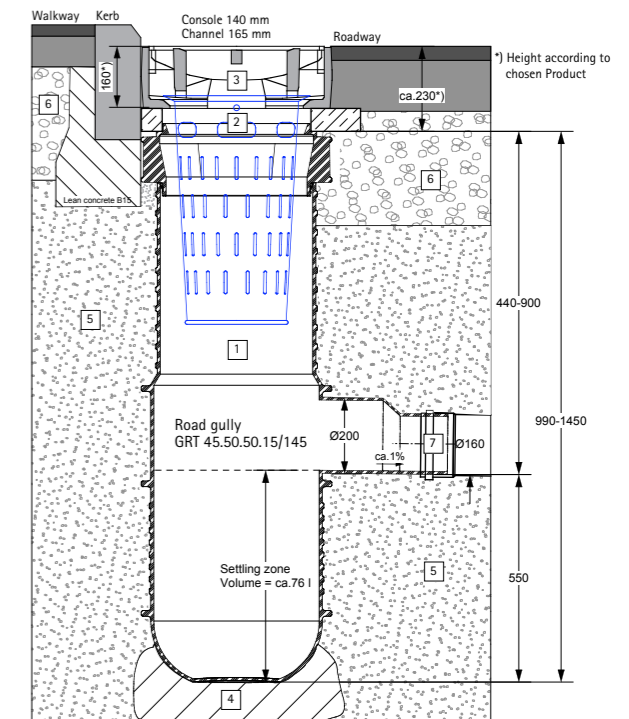 Walkway Kerb
Console 140 mm
Channel 165 mm
Roadway
*) Height according to
chosen Product
160*)
3
ca.230*)
6
2
6
Lean concrete B15
440-900
5
1
990-1450
Road gully
GRT 45.50.50.15/145
Ø200
7
Ø160
ca.1%
Settling zone
Volume = ca.76 l
5
550
4